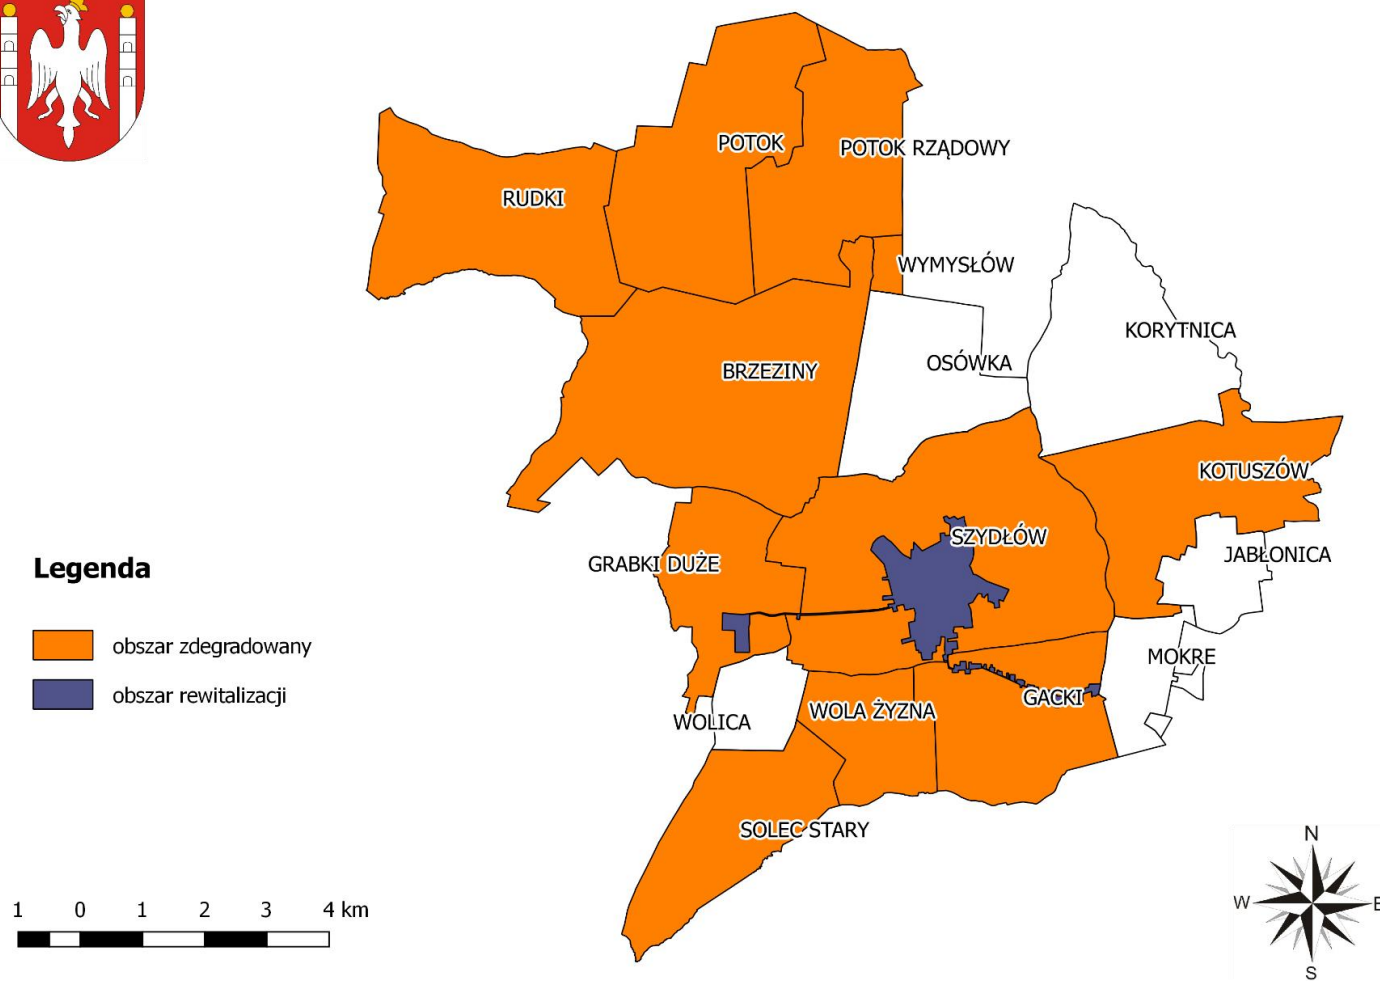 POTOK
POTOK RZĄDOWY
RUDKI
WYMYSŁÓW
KORYTNICA
OSÓWKA
BRZEZINY
KOTUSZÓW
SZYDŁÓW
JABŁONICA
GRABKI DUŻE
MOKRE
GACKI
WOLA ŻYZNA
WOLICA
SOLEC STARY
Legenda
obszar zdegradowany
obszar rewitalizacji
1 0 1 2 3 4 km
N
W E
S